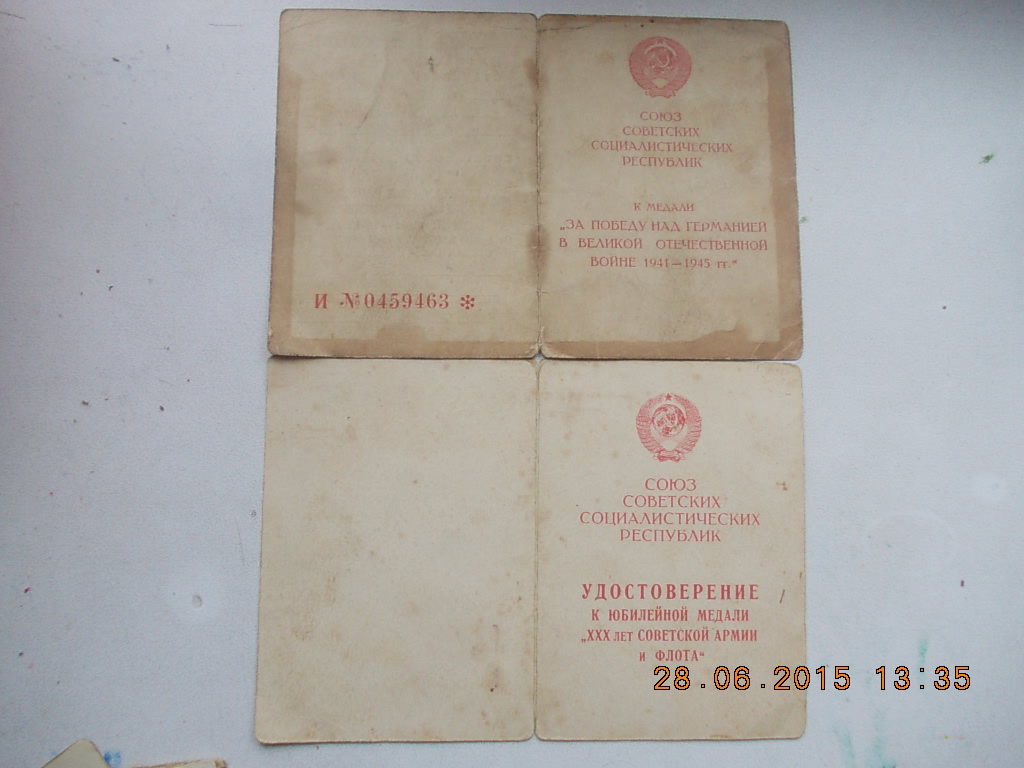 СОЮЗ
СОВЕТСКИХ
СОЦИАЛИСТИЧЕСКИХ
РЕСПУБЛИК
К МЕДАЛИ
„ЗА ПОБЕДУ НАД ГЕРМАНИЕЙ
В ВЕЛИКОЙ ОТЕЧЕСТВЕННОЙ
ВОЙНЕ 1941—1945 гг.“
И №0459463 *
СОЮЗ
СОВЕТСКИХ
СОЦИАЛИСТИЧЕСКИХ
РЕСПУБЛИК
УДОСТОВЕРЕНИЕ
К ЮБИЛЕЙНОЙ МЕДАЛИ
„XXX ЛЕТ СОВЕТСКОЙ АРМИИ
И ФЛОТА“
28.06.2015 13:35